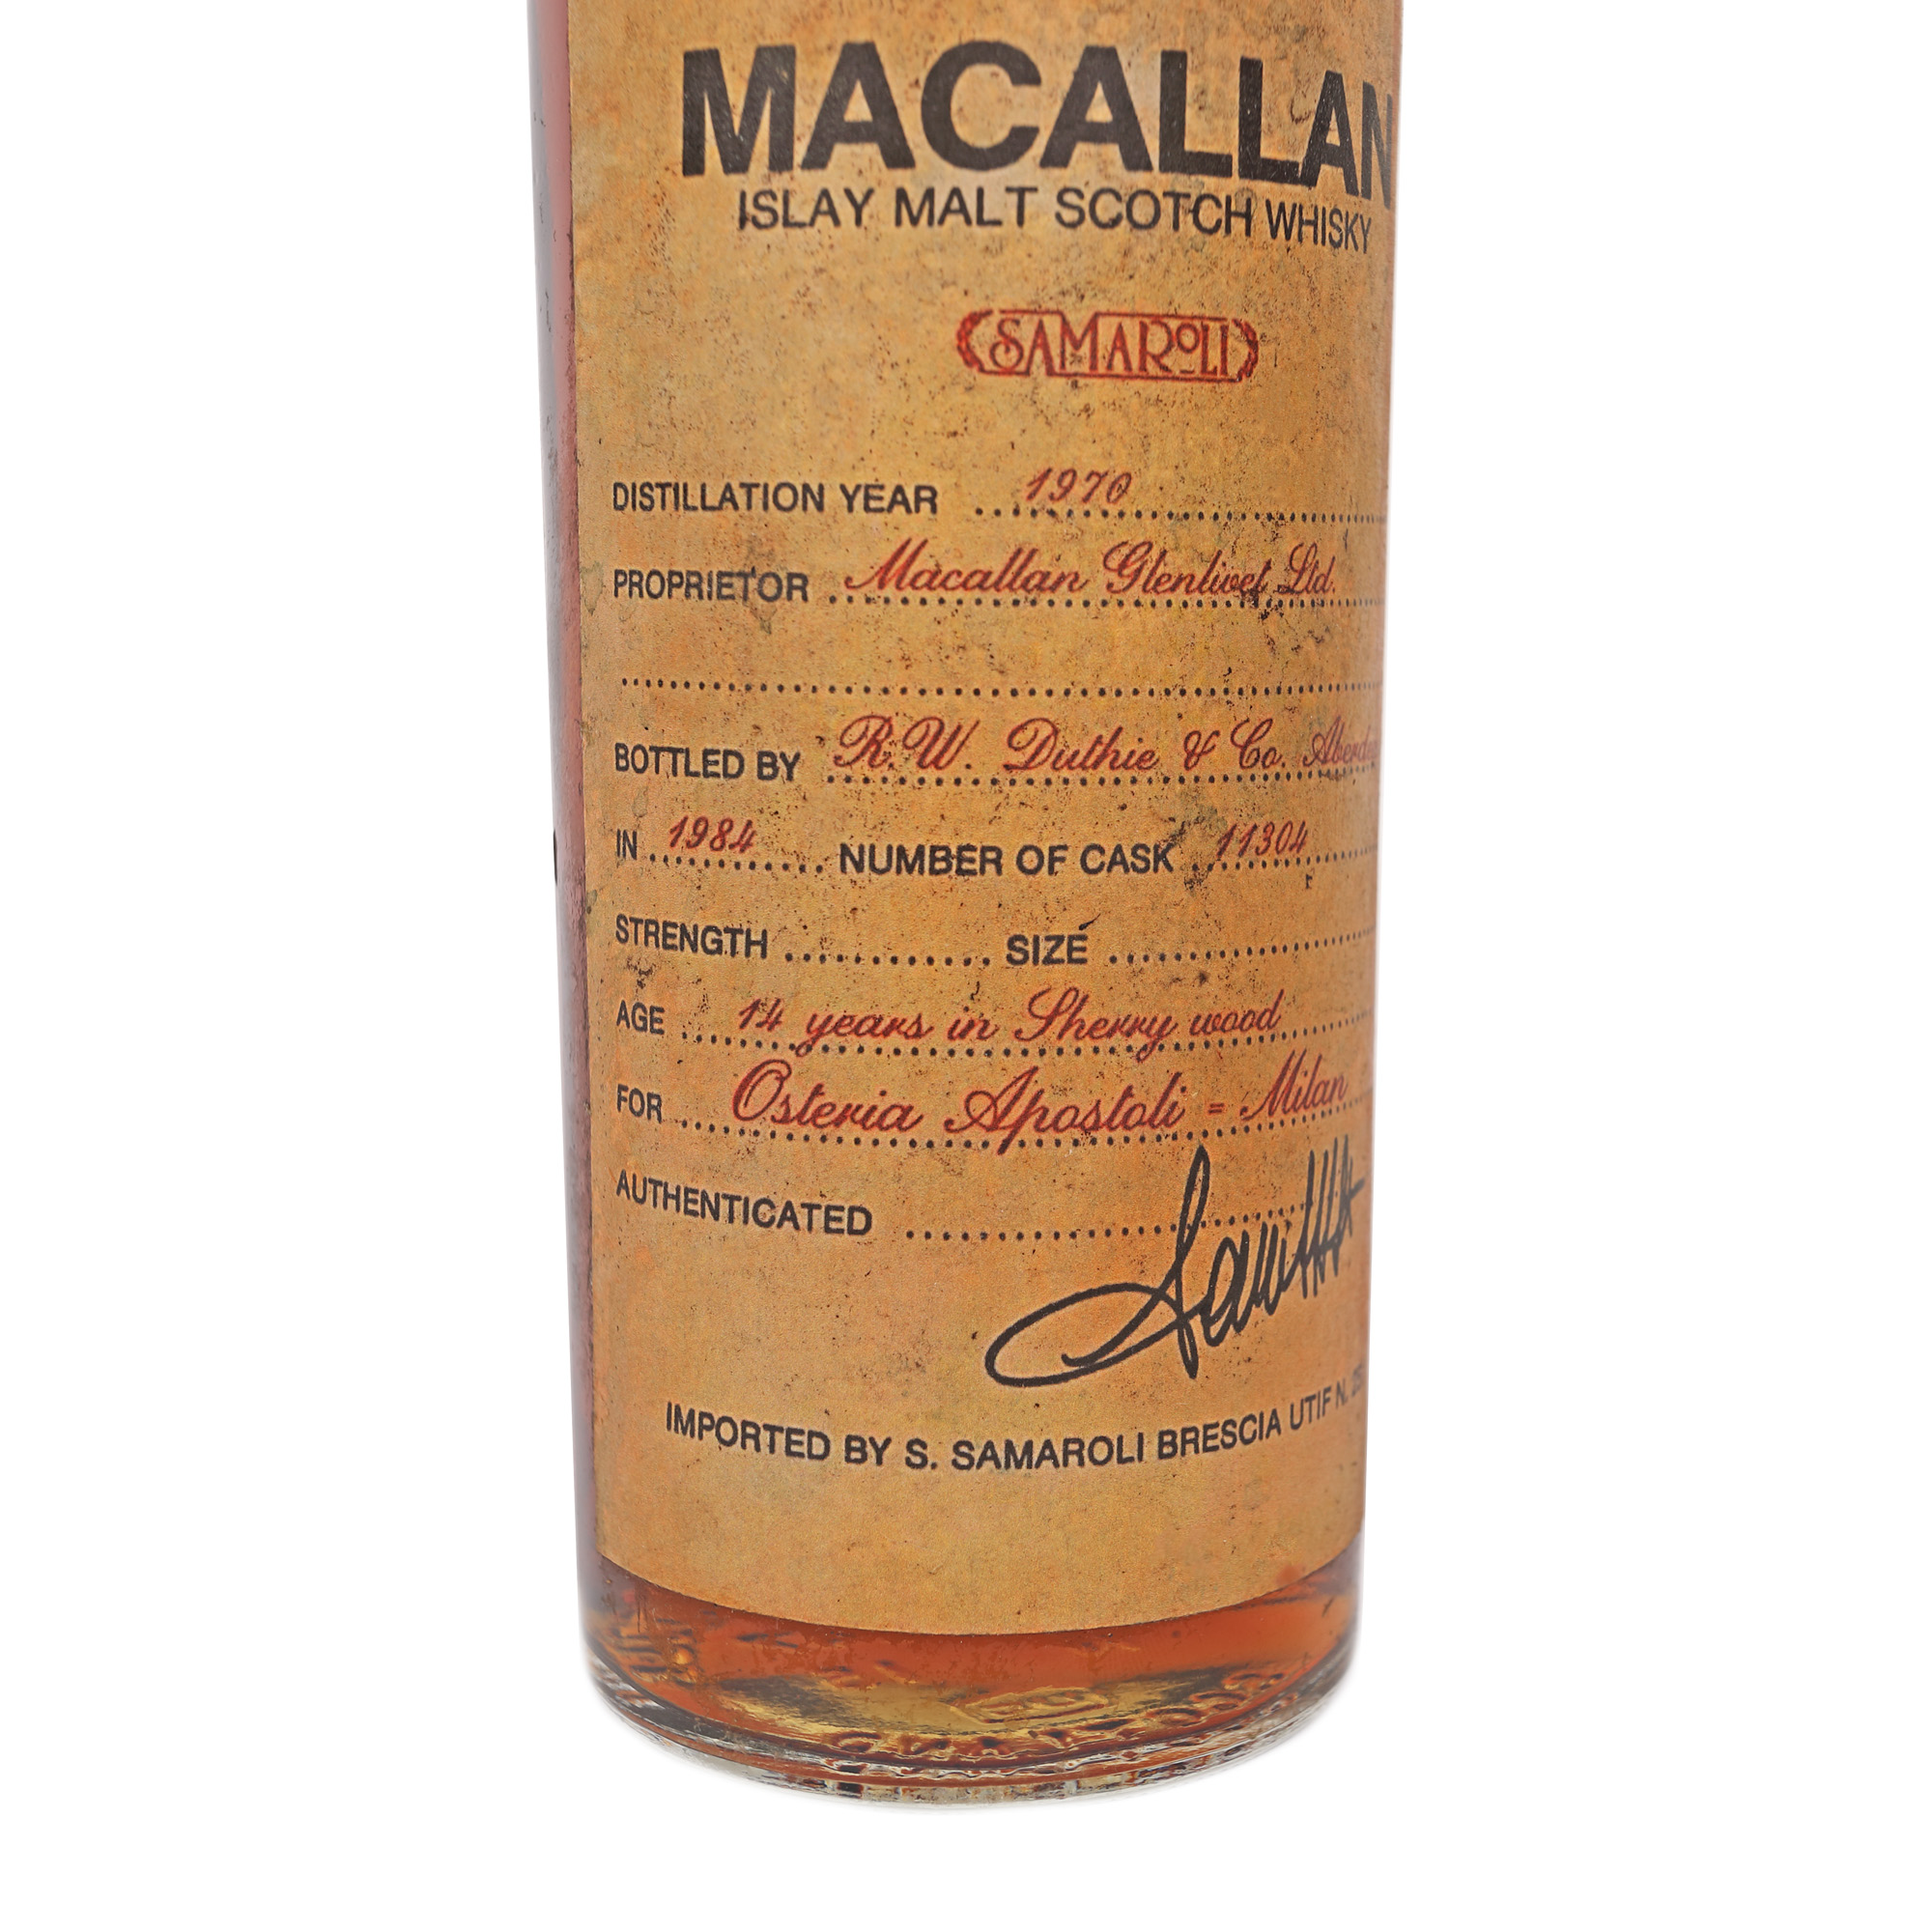 MACALLAN
ISLAY MALT SCOTCH WHISKY
SAMAROLI
DISTILLATION YEAR 1970
PROPRIETOR Macallan Glenlivet Ltd.
BOTTLED BY R.W. Duthie & Co.
IN 1984 NUMBER OF CASK 11304
STRENGTH SIZE
AGE 14 years in Sherry wood
FOR Osteria Apostoli = Milan
AUTHENTICATED
IMPORTED BY S. SAMAROLI BRESCIA UTIF N.